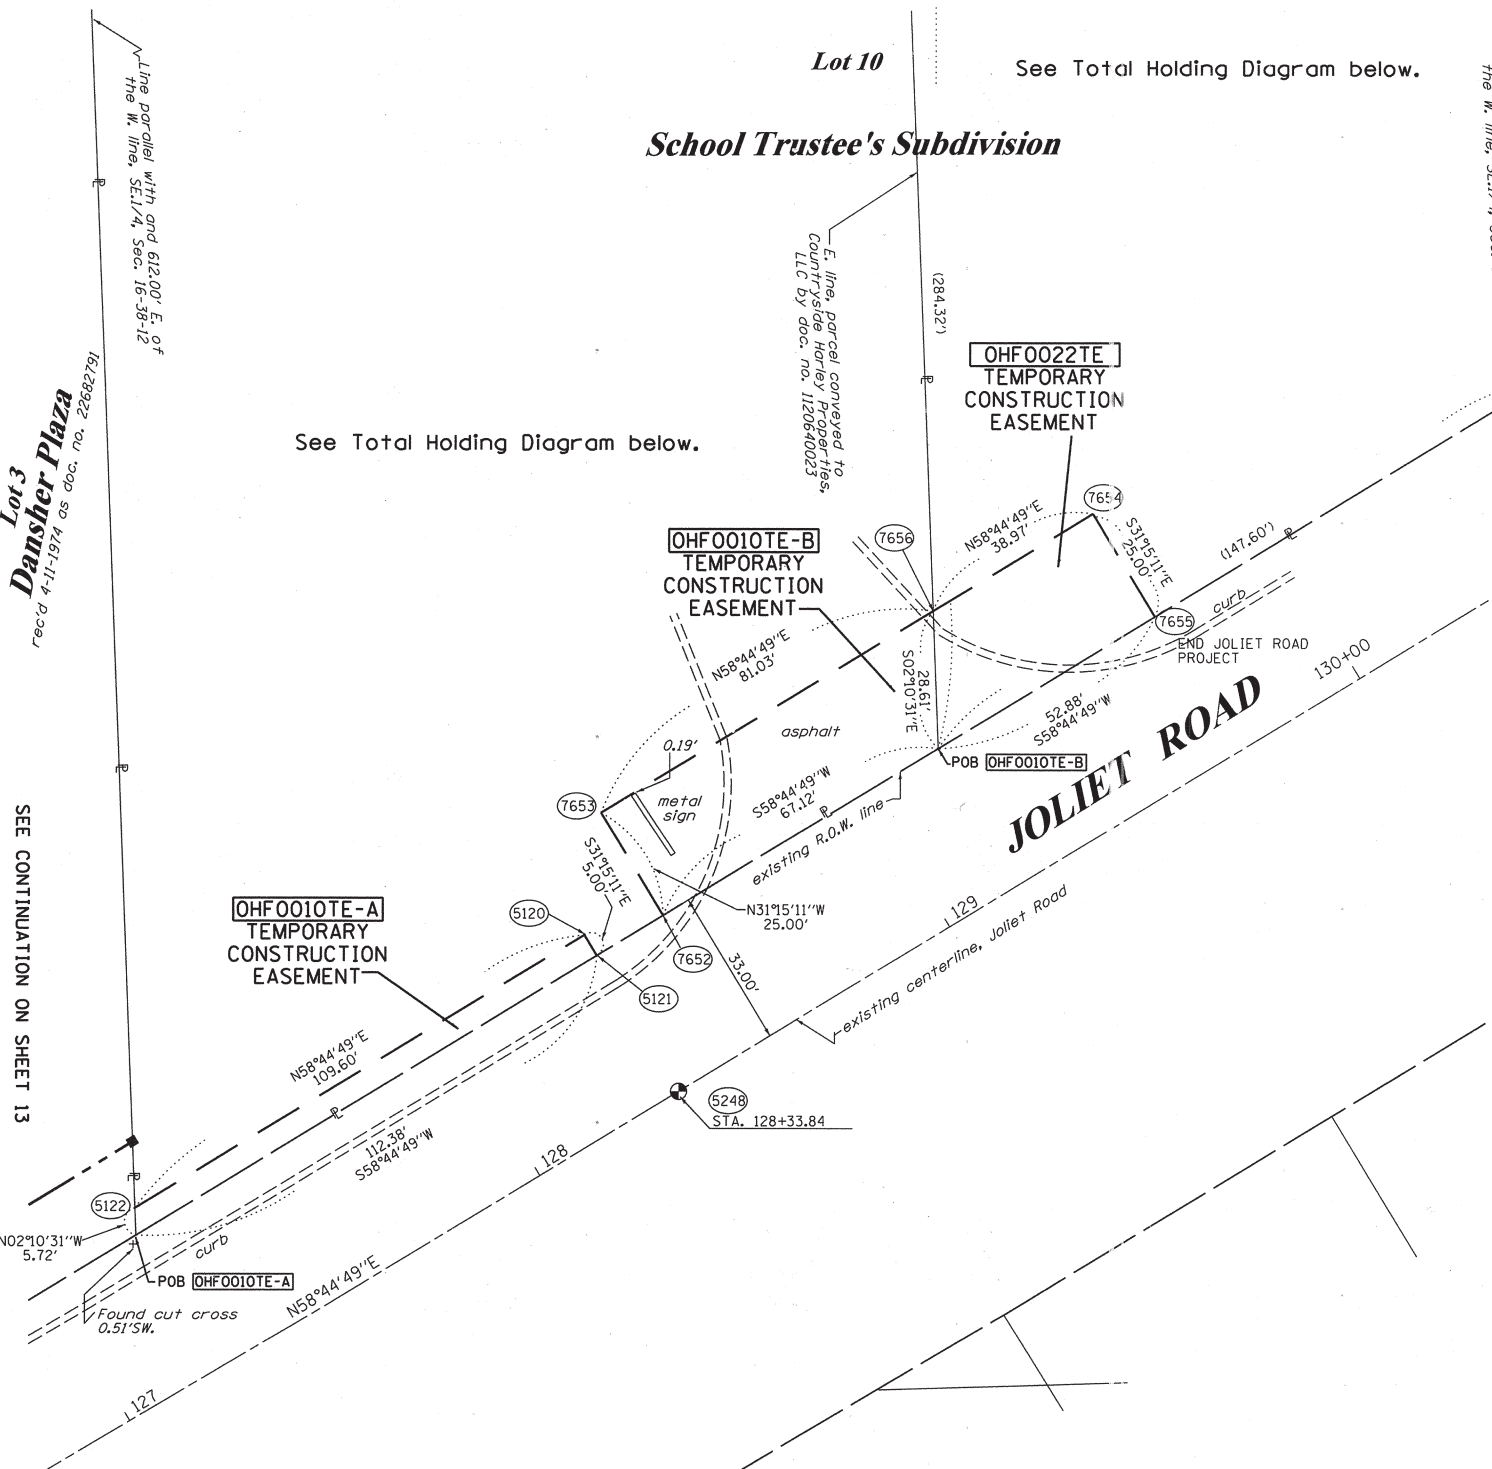 Lot 10
See Total Holding Diagram below.
School Trustee's Subdivision
Line parallel with and 612.00' E. of
the W. line, SE.1/4, Sec. 16-38-12
the W. line,
E. line, parcel conveyed to
Countryside Harley Properties,
LLC by doc. no. 1120640023
(284.32')
Lot 3
Dansher Plaza
rec'd 4-11-1974 as doc. no. 22682791
See Total Holding Diagram below.
OHF0022TE
TEMPORARY
CONSTRUCTION
EASEMENT
OHF0010TE-B
TEMPORARY
CONSTRUCTION
EASEMENT
7656
N58°44'49"E
38.97'
7654
S31°15'11"E
25.00'
(147.60')
7655
curb
END JOLIET ROAD
PROJECT
130+00
N58°44'49"E
81.03'
S02°10'31"E
28.61'
52.88'
S58°44'49"W
JOLIET ROAD
asphalt
0.19'
POB OHF0010TE-B
7653
metal
sign
S58°44'49"W
67.12'
existing R.O.W. line
S31°15'11"E
5.00'
N31°15'11"W
25.00'
129
OHF0010TE-A
TEMPORARY
CONSTRUCTION
EASEMENT
5120
7652
5121
33.00'
existing centerline, Joliet Road
SEE CONTINUATION ON SHEET 13
N58°44'49"E
109.60'
5248
STA. 128+33.84
112.38'
S58°44'49"W
128
5122
N02°10'31"W
5.72'
curb
POB OHF0010TE-A
Found cut cross
0.51'SW.
N58°44'49"E
127